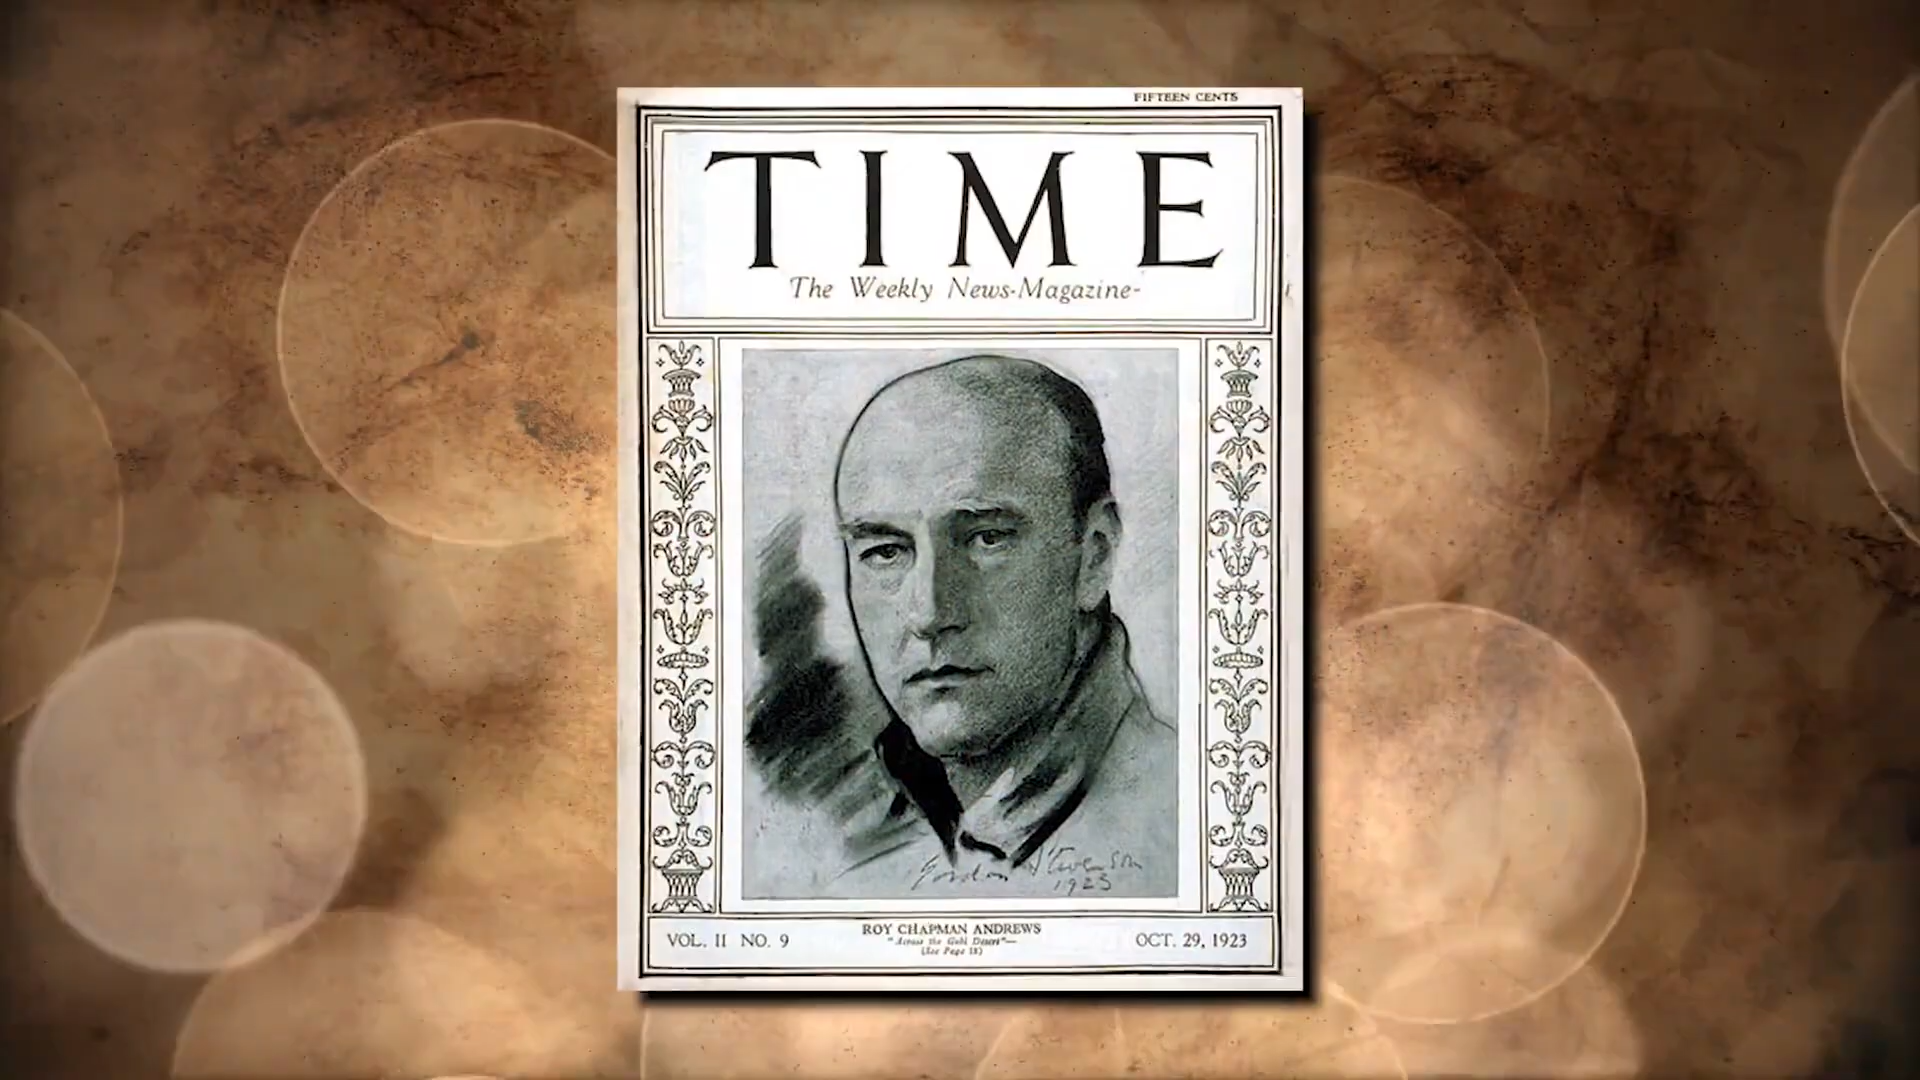 FIFTEEN CENTS
TIME
The Weekly News-Magazine-
Gordon Stevenson
1923
ROY CHAPMAN ANDREWS
"Across the Gobi Desert"—
(See Page 18)
VOL. II NO. 9
OCT. 29, 1923